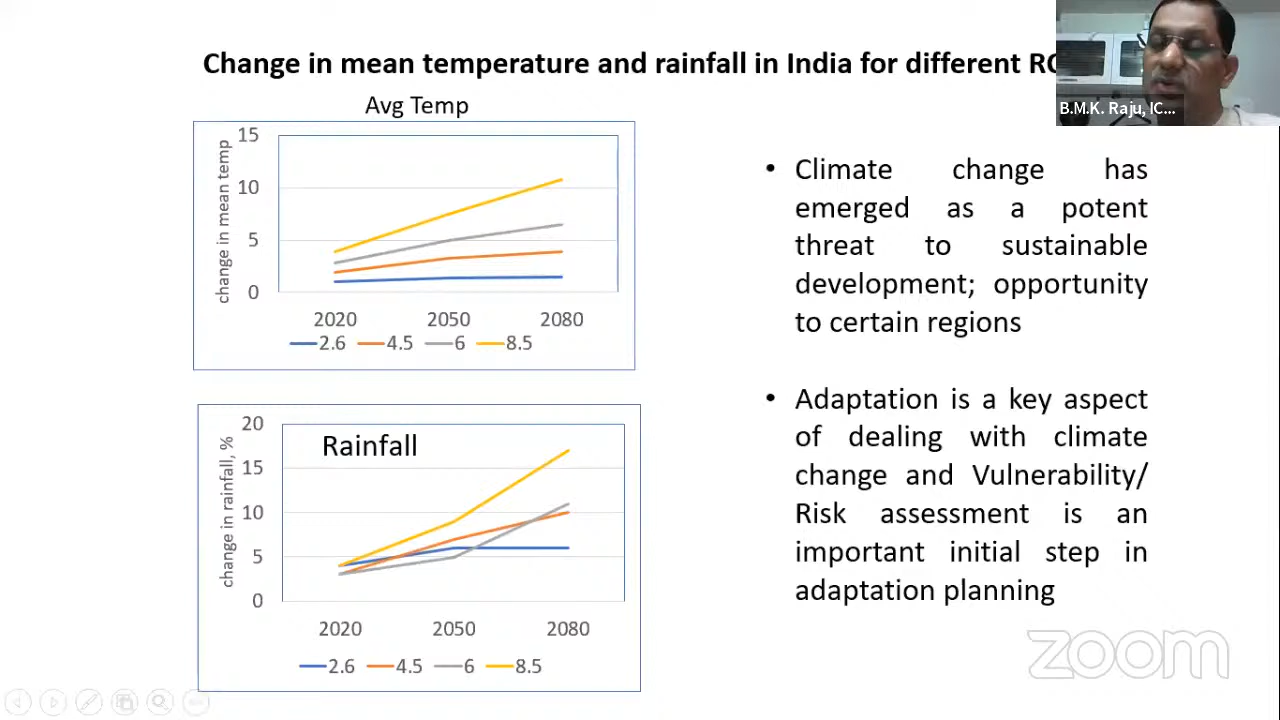 Change in mean temperature and rainfall in India for different
B.M.K. Raju, IC...
Avg Temp
change in mean temp
15
10
5
0
2020 2050 2080
2.6 4.5 6 8.5
Rainfall
change in rainfall, %
20
15
10
5
0
2020 2050 2080
2.6 4.5 6 8.5
• Climate change has
emerged as a potent
threat to sustainable
development; opportunity
to certain regions
• Adaptation is a key aspect
of dealing with climate
change and Vulnerability/
Risk assessment is an
important initial step in
adaptation planning
zoom